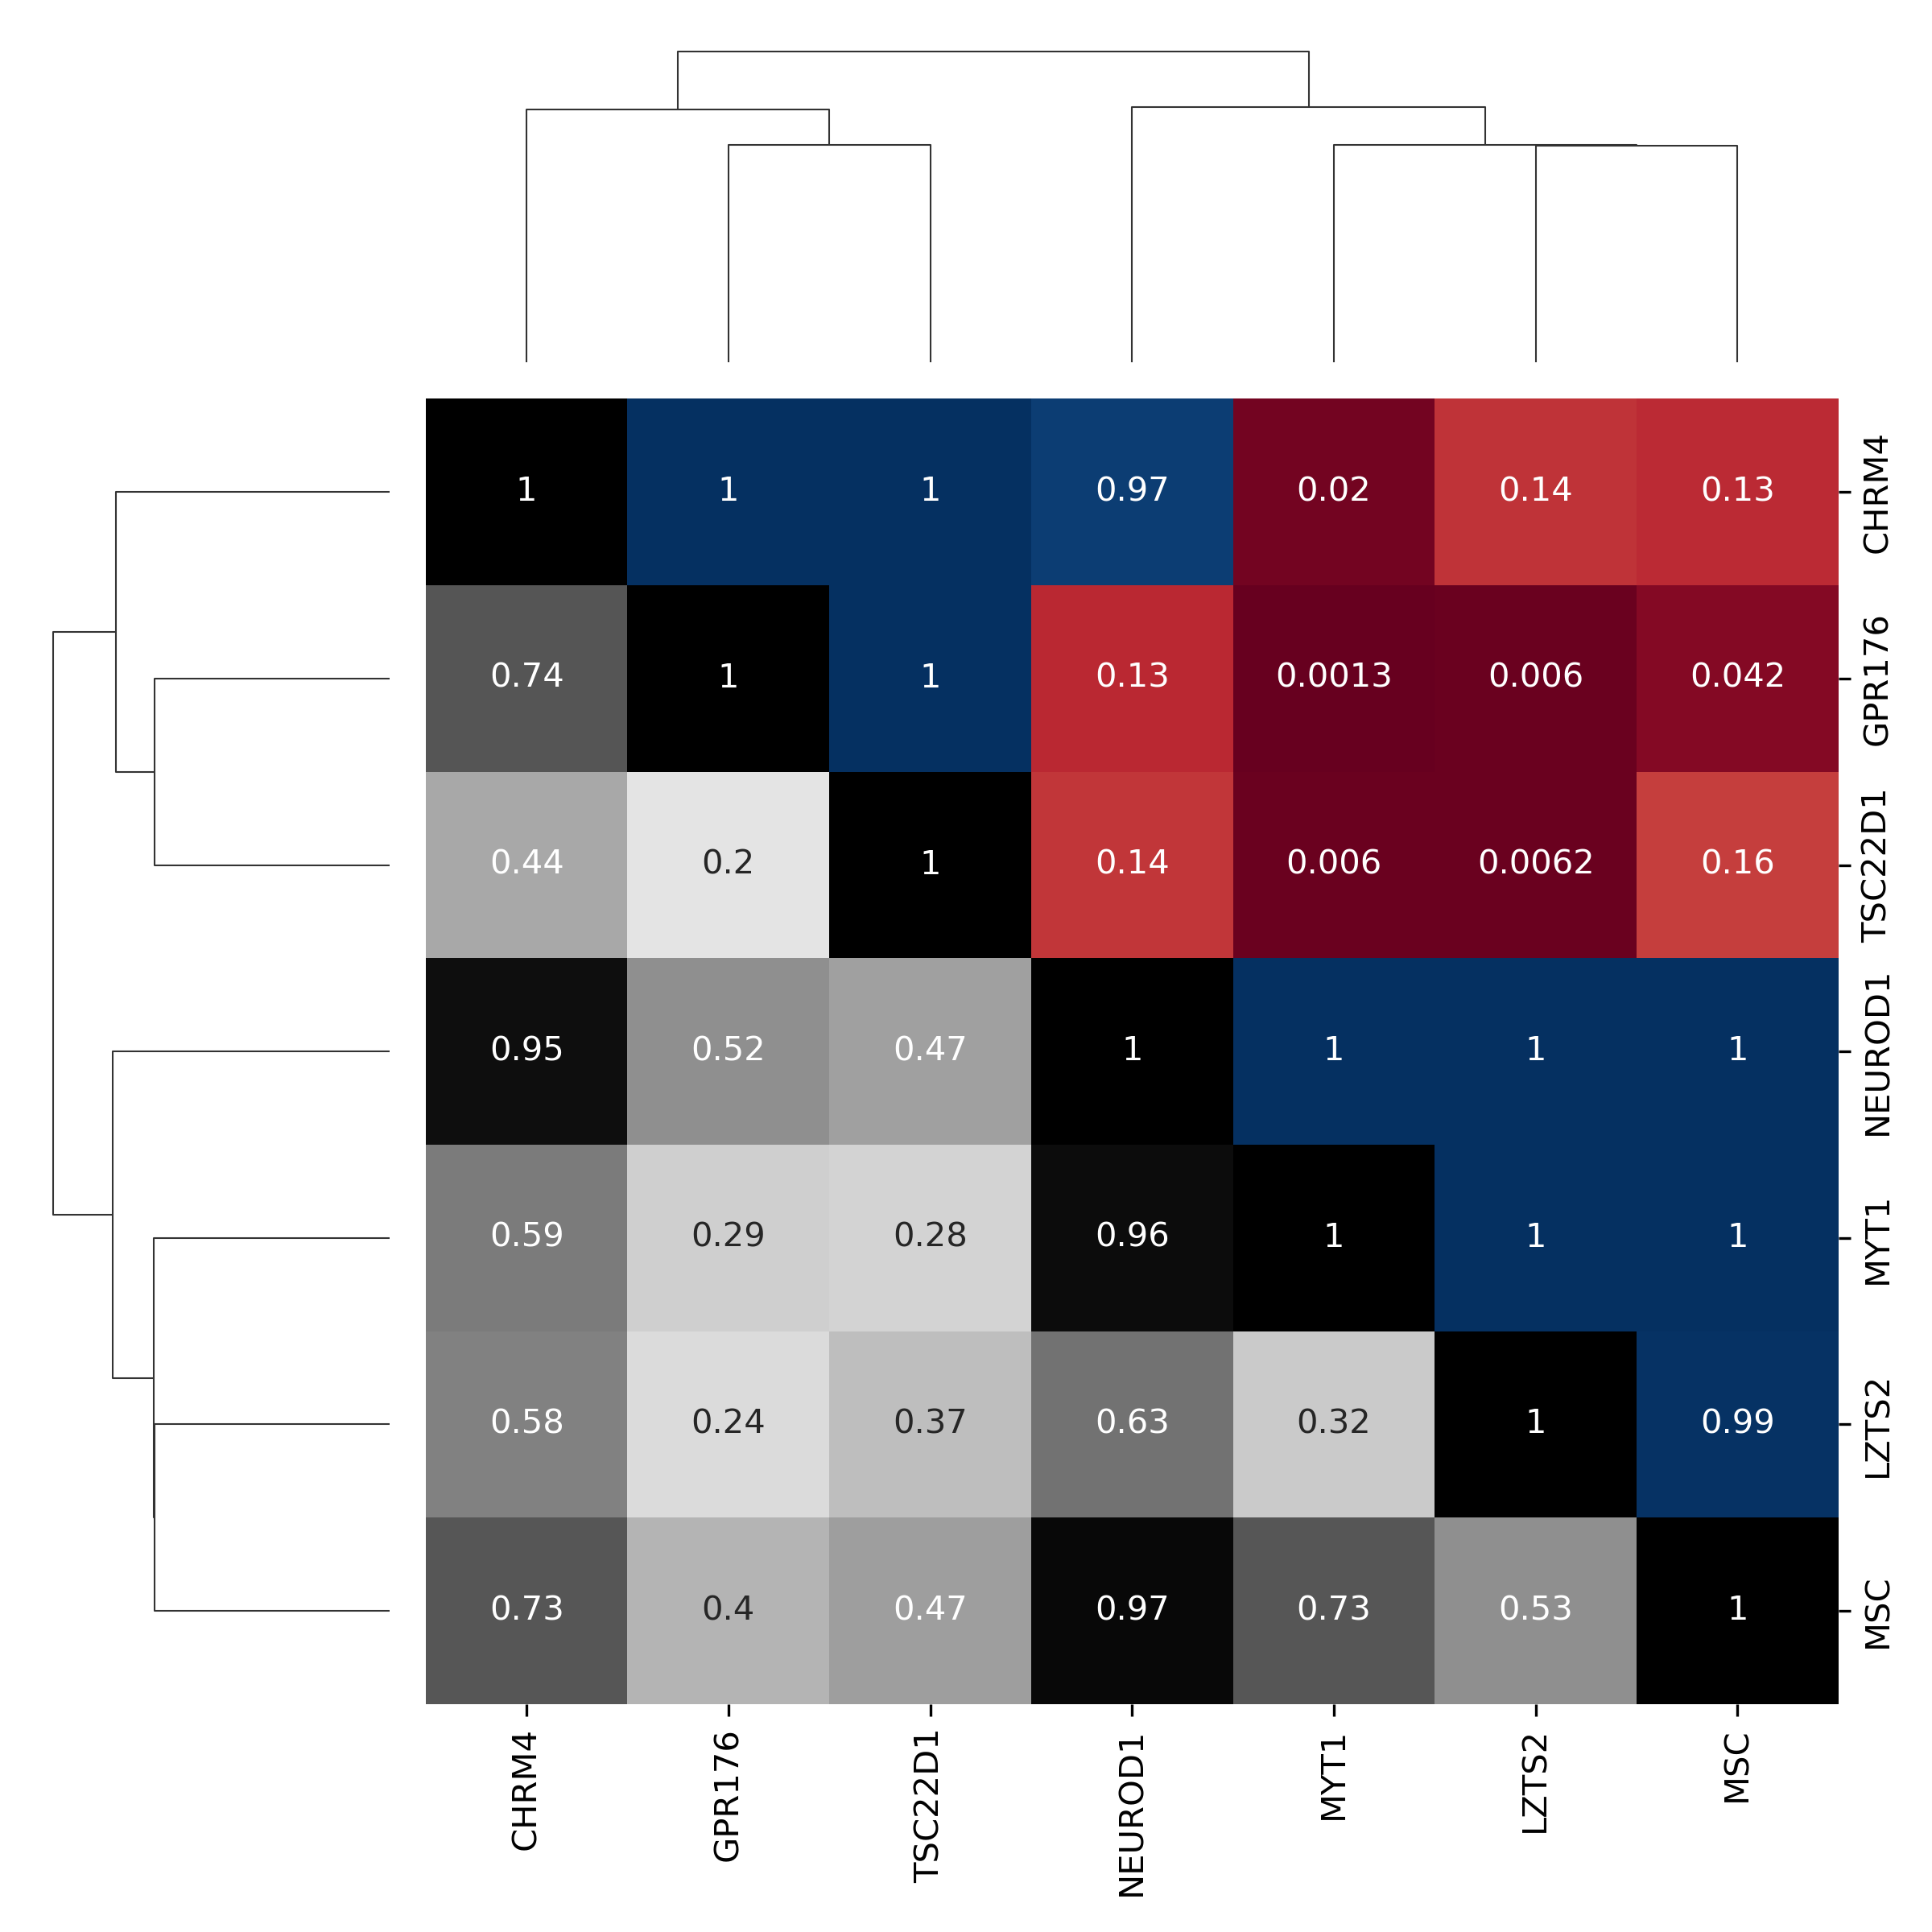 1 1 1 0.97 0.02 0.14 0.13 CHRM4
0.74 1 1 0.13 0.0013 0.006 0.042 GPR176
0.44 0.2 1 0.14 0.006 0.0062 0.16 TSC22D1
0.95 0.52 0.47 1 1 1 1 NEUROD1
0.59 0.29 0.28 0.96 1 1 1 MYT1
0.58 0.24 0.37 0.63 0.32 1 0.99 LZTS2
0.73 0.4 0.47 0.97 0.73 0.53 1 MSC
CHRM4 GPR176 TSC22D1 NEUROD1 MYT1 LZTS2 MSC